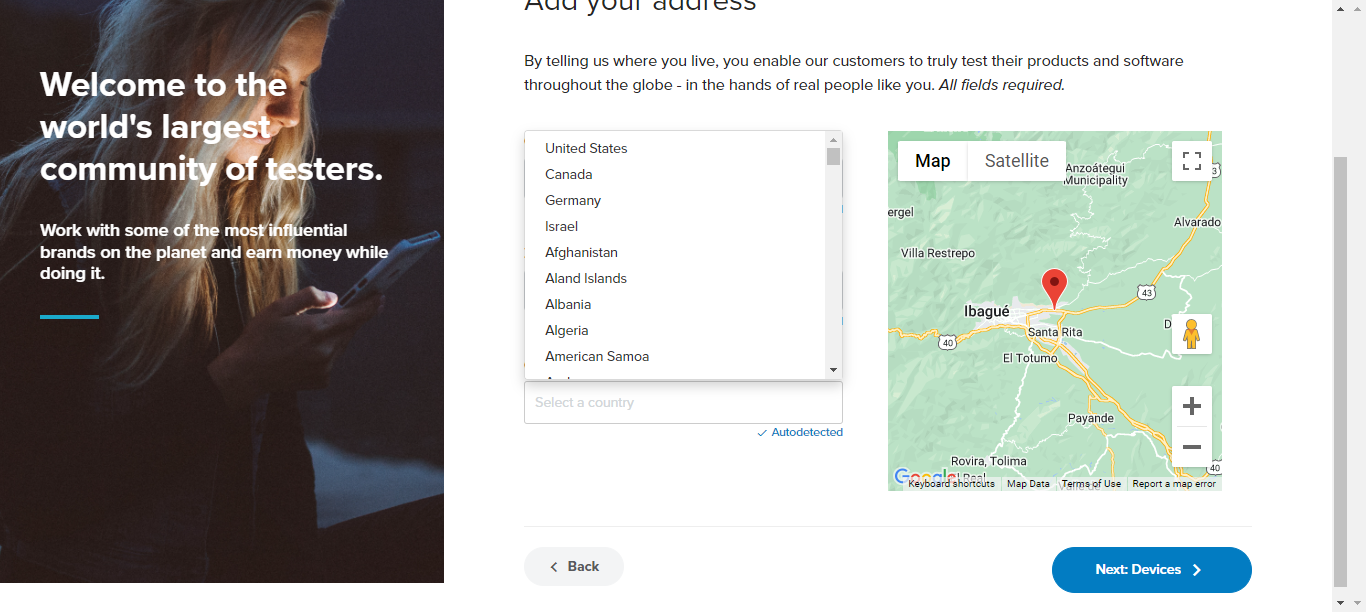 Add your address
Welcome to the
world's largest
community of testers.
Work with some of the most influential
brands on the planet and earn money while
doing it.
By telling us where you live, you enable our customers to truly test their products and software
throughout the globe - in the hands of real people like you. All fields required.
United States
Canada
Germany
Israel
Afghanistan
Aland Islands
Albania
Algeria
American Samoa
Select a country
Autodetected
Map
Satellite
Anzoátegui
Municipality
Alvarado
Villa Restrepo
43
Ibagué
Santa Rita
40
El Totumo
Payande
Rovira, Tolima
40
Google
Keyboard shortcuts
Map Data
Terms of Use
Report a map error
Back
Next: Devices